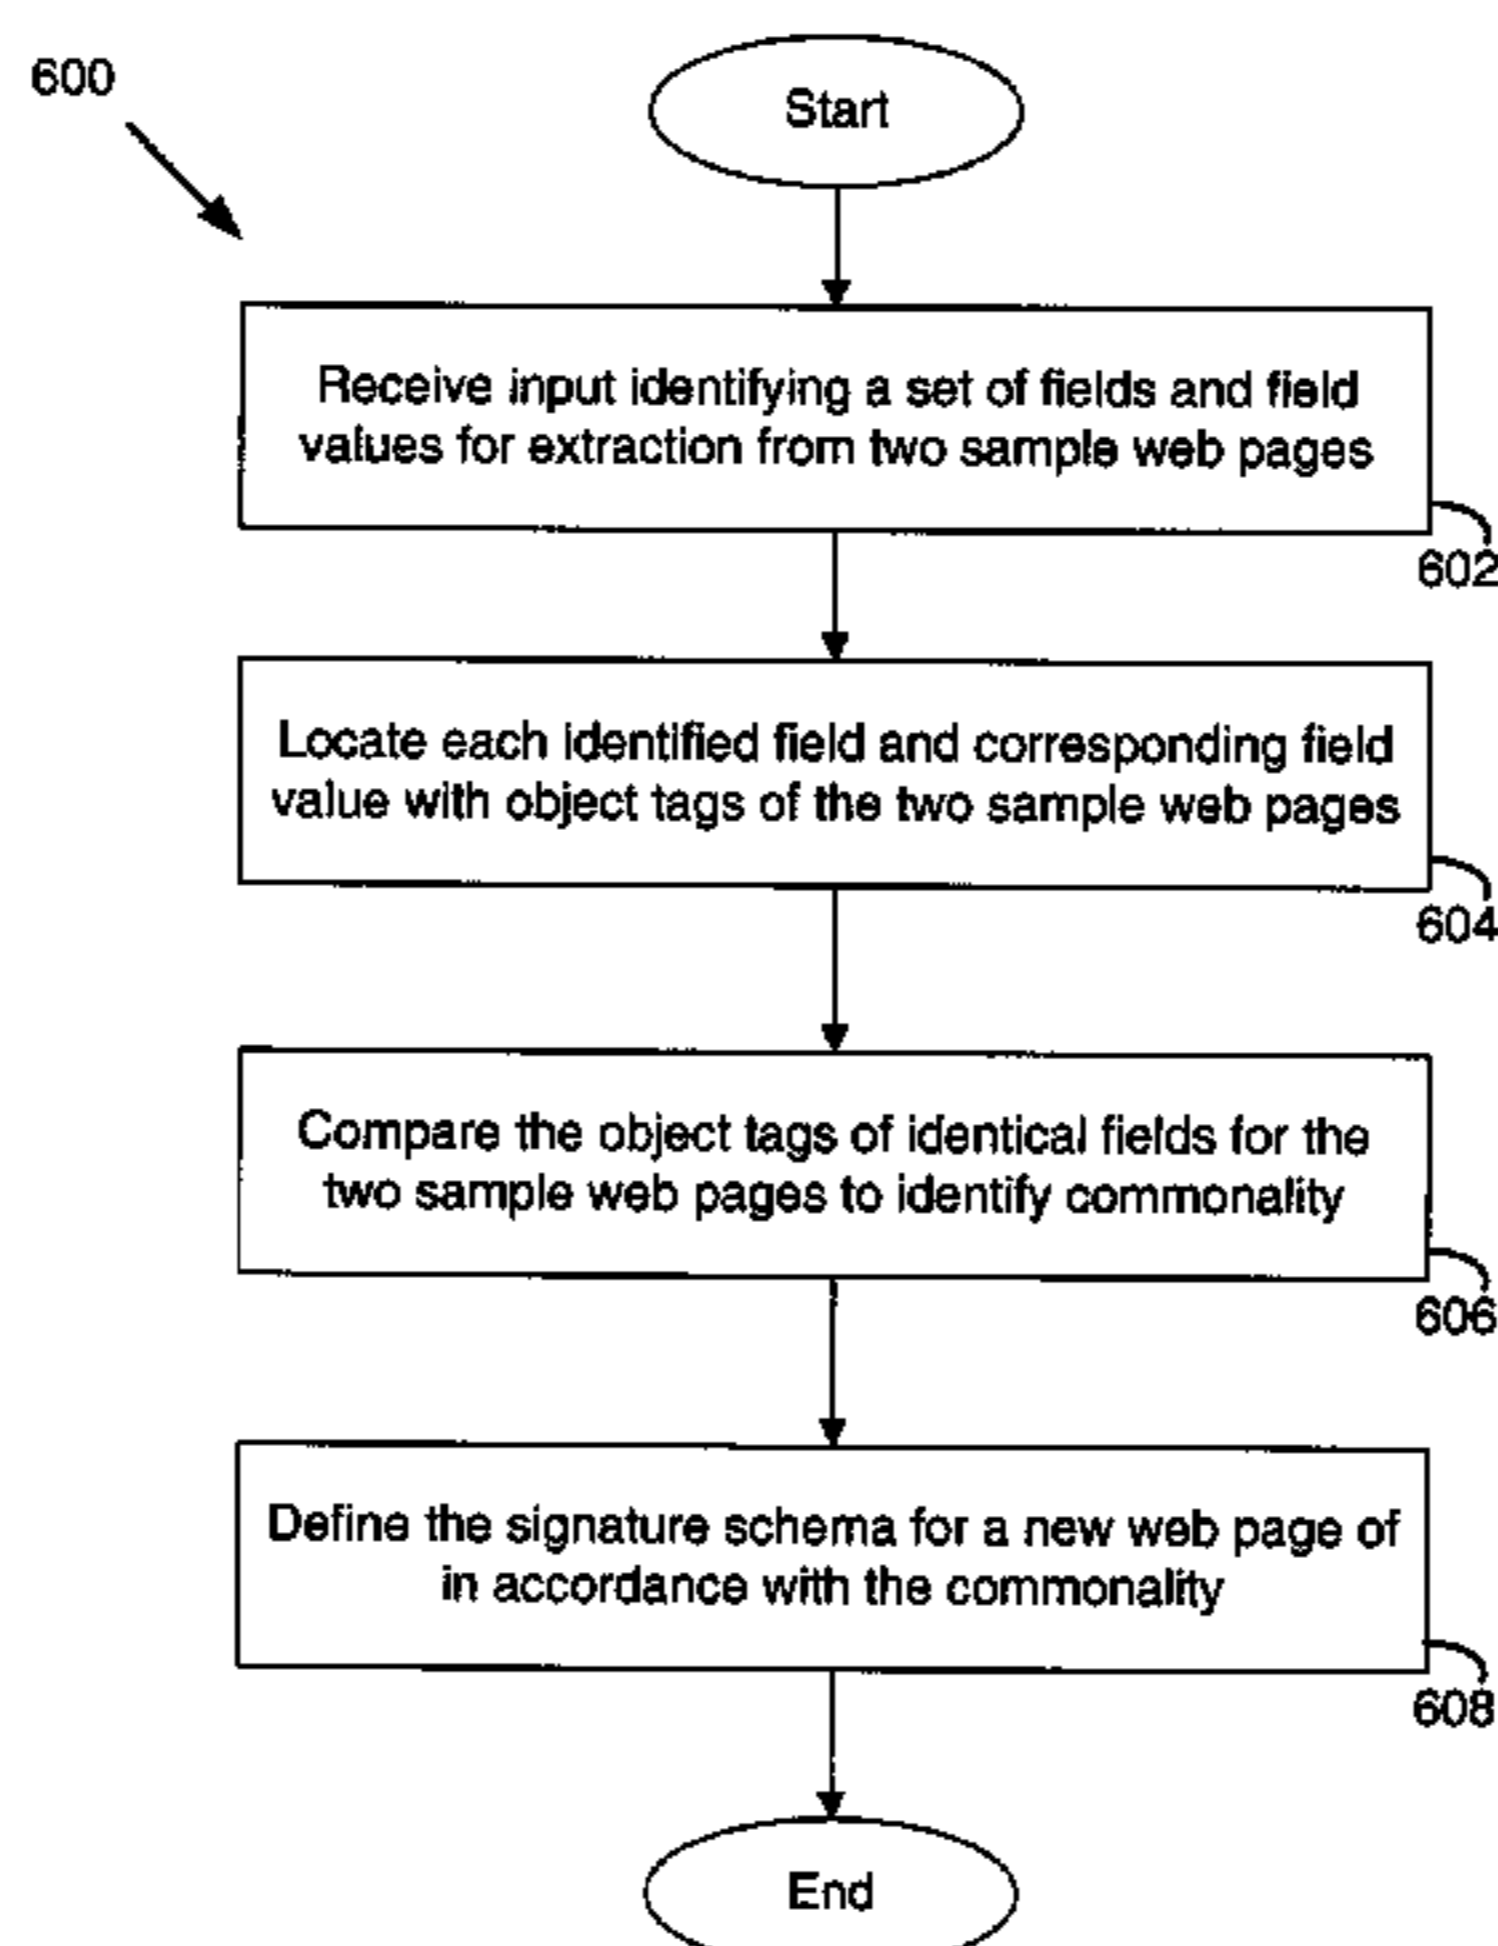 600
Start
Receive input identifying a set of fields and field
values for extraction from two sample web pages
602
Locate each identified field and corresponding field
value with object tags of the two sample web pages
604
Compare the object tags of identical fields for the
two sample web pages to identify commonality
606
Define the signature schema for a new web page of
in accordance with the commonality
608
End